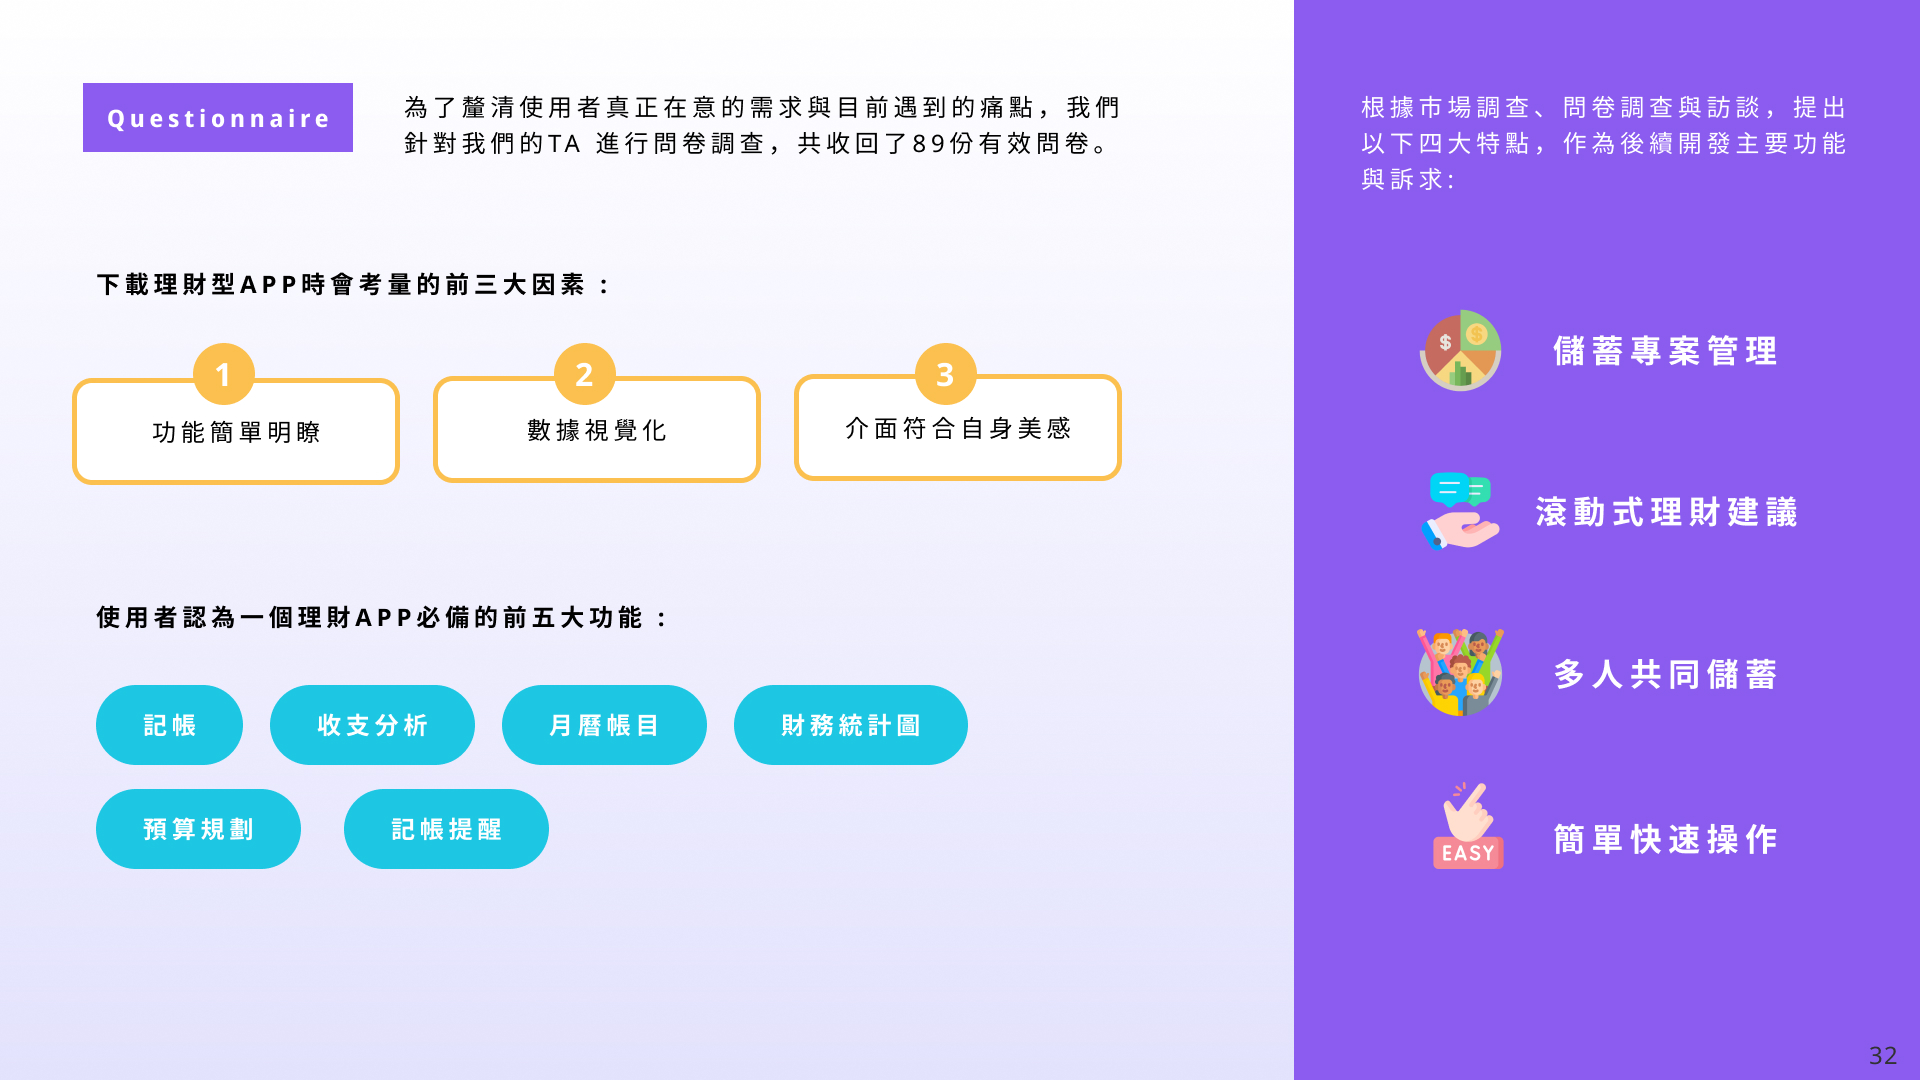 Questionnaire
為了釐清使用者真正在意的需求與目前遇到的痛點，我們
針對我們的TA 進行問卷調查，共收回了89份有效問卷。
下載理財型APP時會考量的前三大因素：
1
功能簡單明瞭
2
數據視覺化
3
介面符合自身美感
使用者認為一個理財APP必備的前五大功能：
記帳
收支分析
月曆帳目
財務統計圖
預算規劃
記帳提醒
根據市場調查、問卷調查與訪談，提出
以下四大特點，作為後續開發主要功能
與訴求:
$ $
儲蓄專案管理
滾動式理財建議
多人共同儲蓄
EASY
簡單快速操作
32